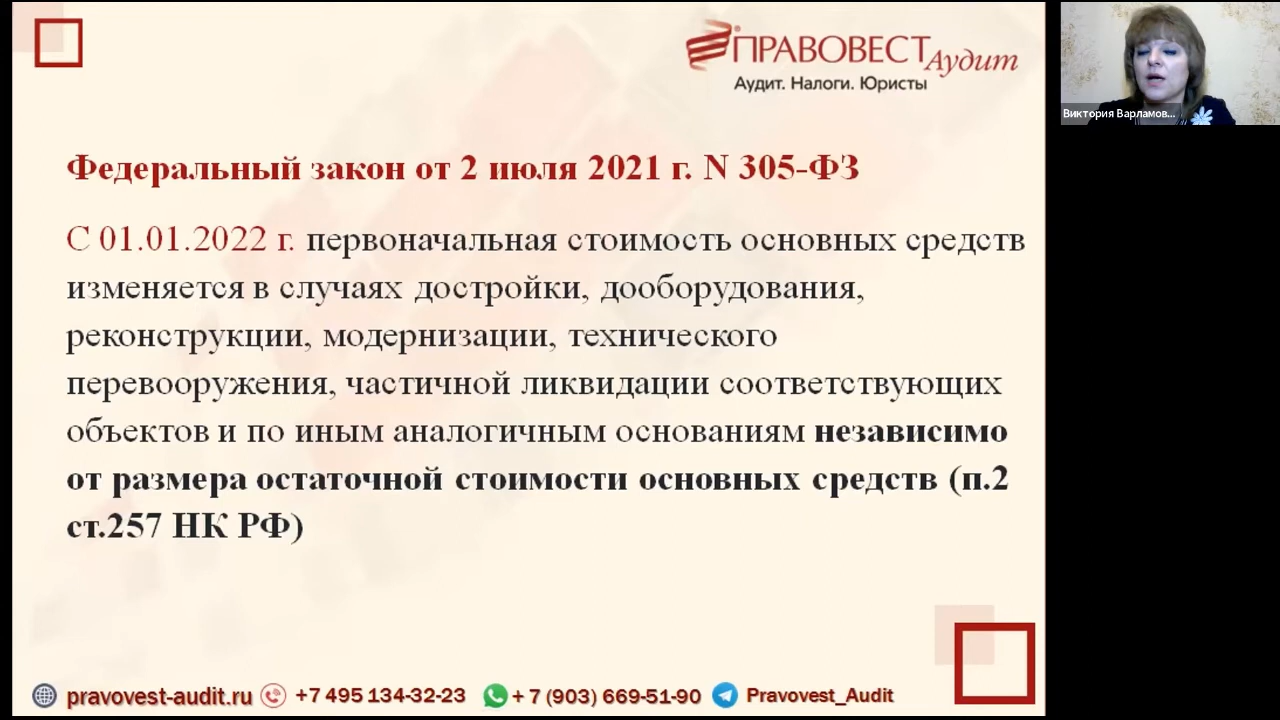 ПРАВОВЕСТ Аудит
Аудит. Налоги. Юристы
Виктория Варламов...
Федеральный закон от 2 июля 2021 г. N 305-ФЗ
С 01.01.2022 г. первоначальная стоимость основных средств
изменяется в случаях достройки, дооборудования,
реконструкции, модернизации, технического
перевооружения, частичной ликвидации соответствующих
объектов и по иным аналогичным основаниям независимо
от размера остаточной стоимости основных средств (п.2
ст.257 НК РФ)
pravovest-audit.ru +7 495 134-32-23 + 7 (903) 669-51-90 Pravovest_Audit